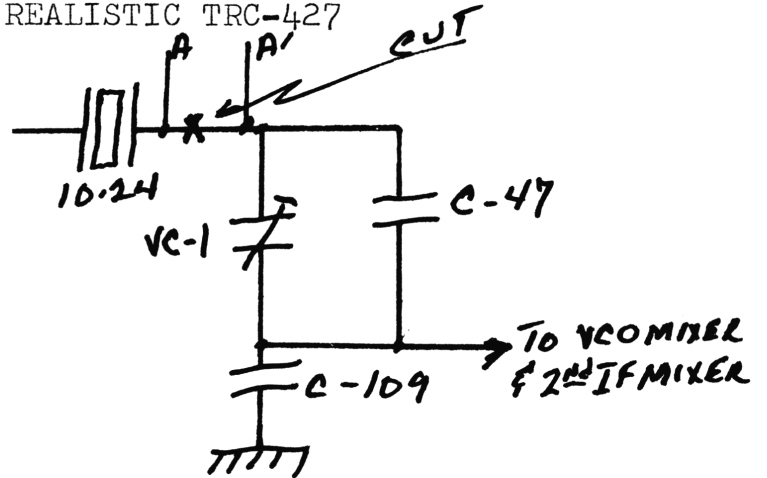 REALISTIC TRC-427
A
A'
CUT
10.24
C-47
VC-1
TO VCO MIXER
& 2nd IF MIXER
C-109